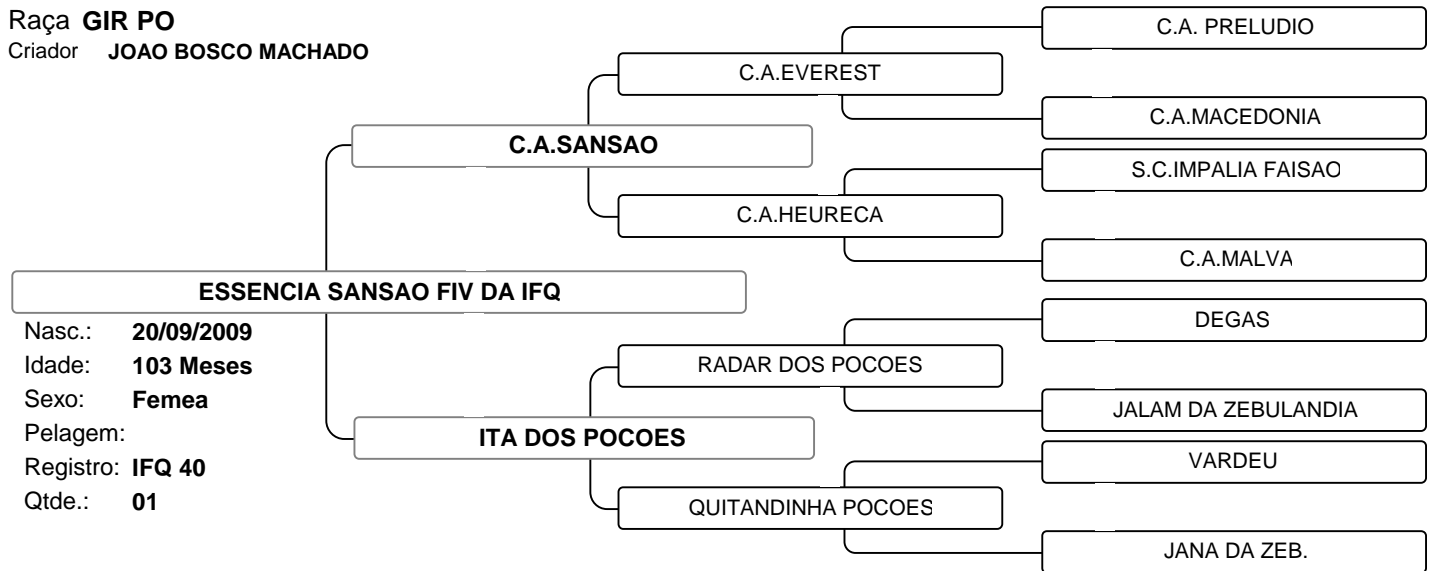 Raça GIR PO
Criador JOAO BOSCO MACHADO
C.A. PRELUDIO
C.A.EVEREST
C.A.MACEDONIA
C.A.SANSAO
S.C.IMPALIA FAISAO
C.A.HEURECA
C.A.MALVA
ESSENCIA SANSAO FIV DA IFQ
Nasc.: 20/09/2009
Idade: 103 Meses
Sexo: Femea
Pelagem:
Registro: IFQ 40
Qtde.: 01
DEGAS
RADAR DOS POCOES
JALAM DA ZEBULANDIA
ITA DOS POCOES
VARDEU
QUITANDINHA POCOES
JANA DA ZEB.